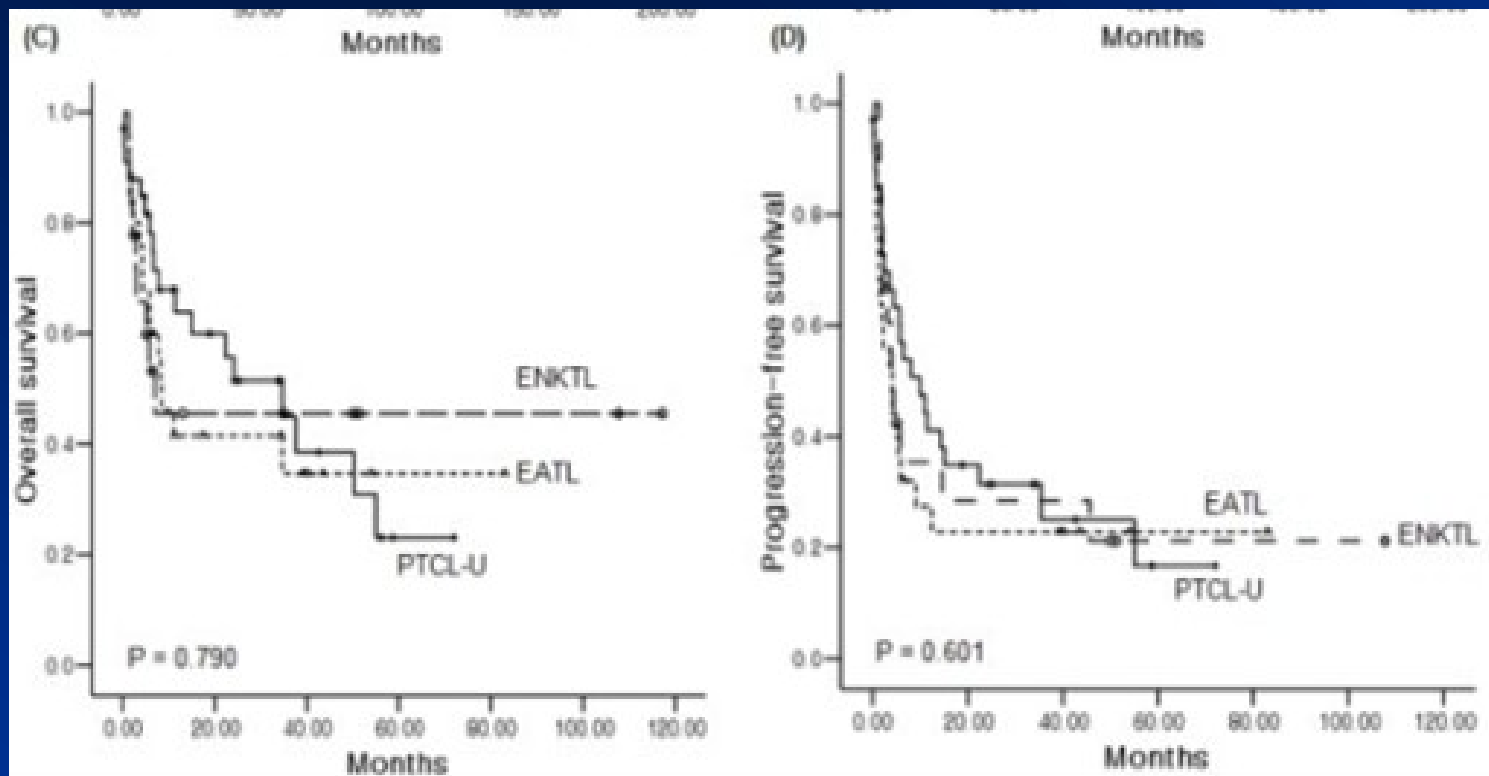 (C)
Months
Overall survival
1.0
0.8
0.6
0.4
0.2
0.0
ENKTL
EATL
PTCL-U
P = 0.790
0.00 20.00 40.00 60.00 80.00 100.00 120.00
Months
(D)
Months
Progression-free survival
1.0
0.8
0.6
0.4
0.2
0.0
EATL
ENKTL
PTCL-U
P = 0.601
0.00 20.00 40.00 60.00 80.00 100.00 120.00
Months